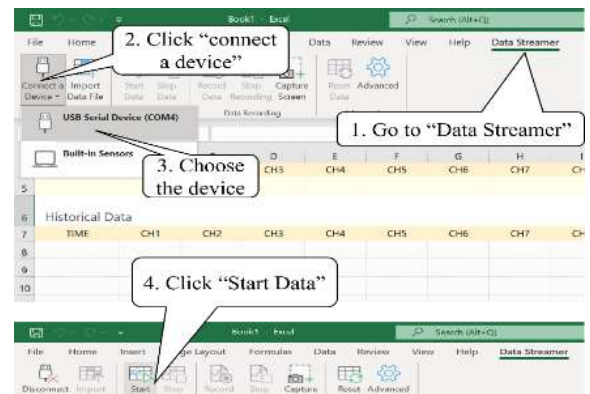 Book1 - Excel
Search (Alt+Q)
File Home Data Review View Help Data Streamer
2. Click “connect
a device”
Connect a Import Start Stop Record Stop Capture Reset Advanced
Device Data File Data Data Data Recording Screen Data
Data Recording
USB Serial Device (COM4)
1. Go to “Data Streamer”
Built-in Sensors
3. Choose
the device
D E F G H I
CH3 CH4 CH5 CH6 CH7 CH
5
6 Historical Data
7 TIME CH1 CH2 CH3 CH4 CH5 CH6 CH7 CH
8
9
10
4. Click “Start Data”
Book1 - Excel
Search (Alt+Q)
File Home Insert ge Layout Formulas Data Review View Help Data Streamer
Disconnect Import Start Stop Record Stop Capture Reset Advanced